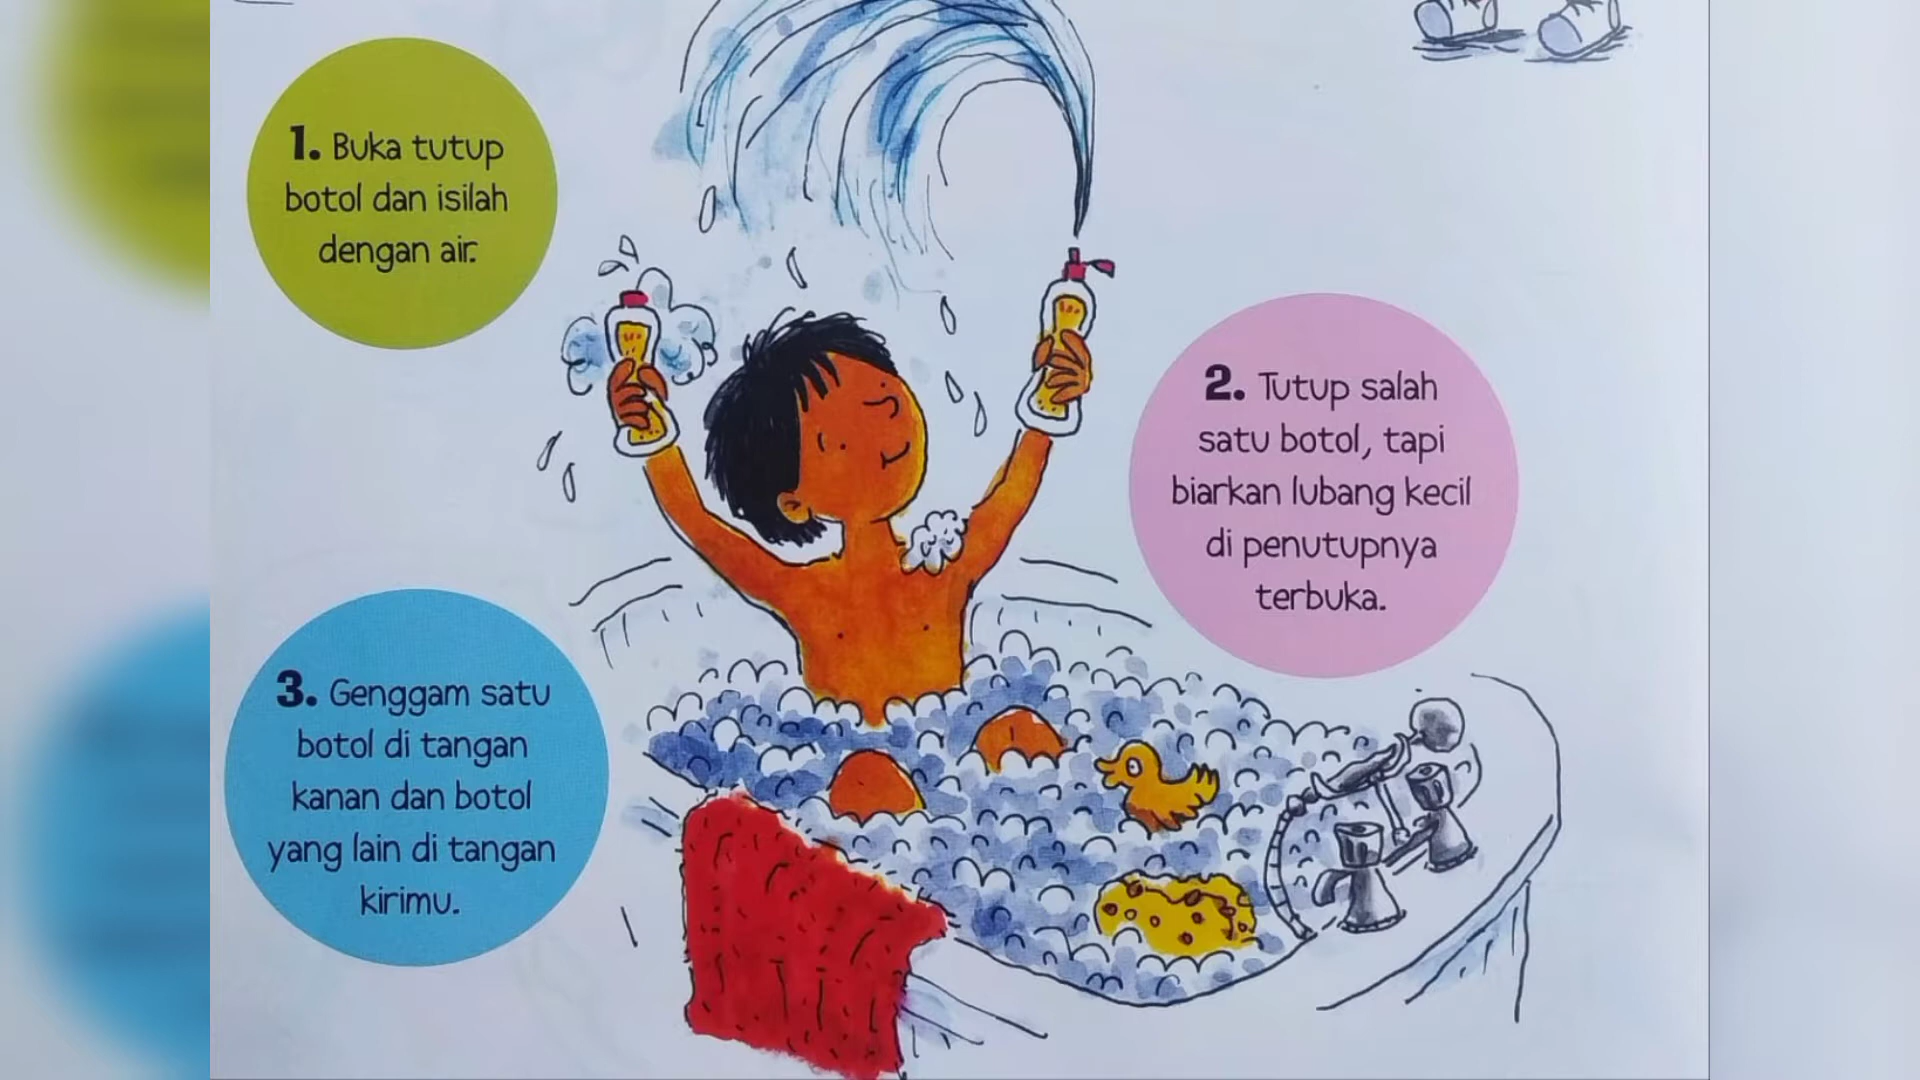 1. Buka tutup
botol dan isilah
dengan air.
2. Tutup salah
satu botol, tapi
biarkan lubang kecil
di penutupnya
terbuka.
3. Genggam satu
botol di tangan
kanan dan botol
yang lain di tangan
kirimu.